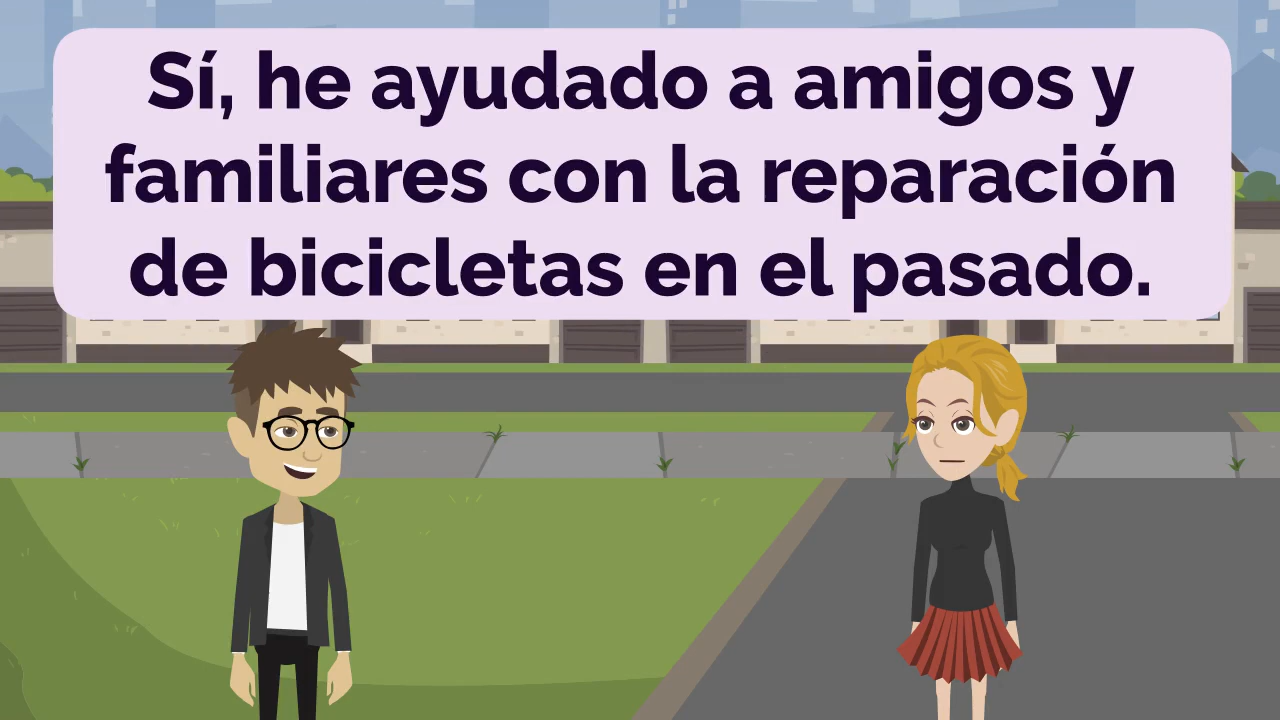 Sí, he ayudado a amigos y
familiares con la reparación
de bicicletas en el pasado.